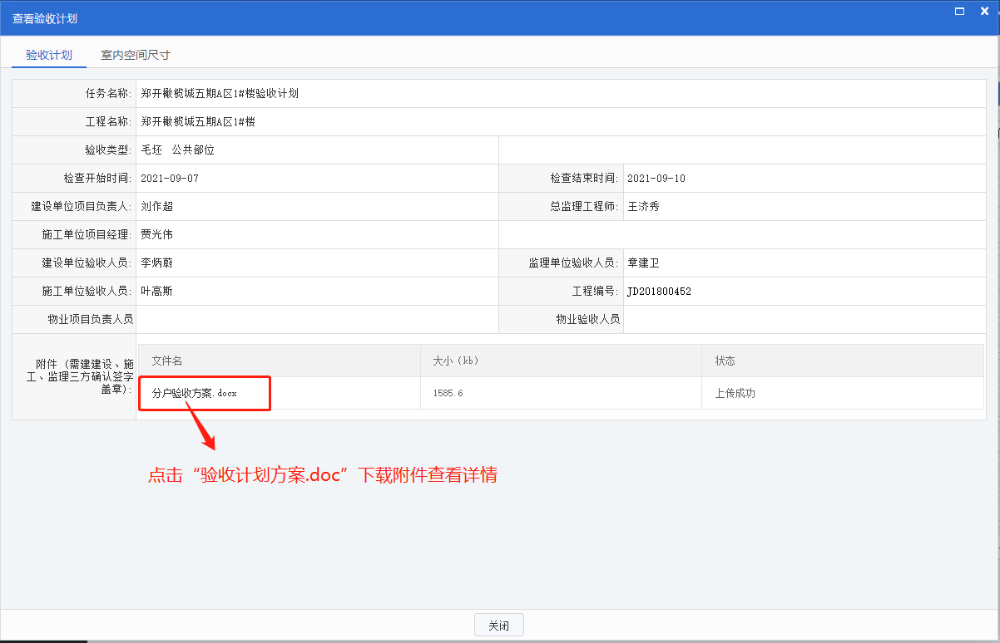 查看验收计划
验收计划 室内空间尺寸
任务名称: 郑开橄榄城五期A区1#楼验收计划
工程名称: 郑开橄榄城五期A区1#楼
验收类型: 毛坯 公共部位
检查开始时间: 2021-09-07 检查结束时间: 2021-09-10
建设单位项目负责人: 刘作超 总监理工程师: 王济秀
施工单位项目经理: 贾光伟
建设单位验收人员: 李炳蔚 监理单位验收人员: 章建卫
施工单位验收人员: 叶高斯 工程编号: JD201800452
物业项目负责人员 物业验收人员
附件（需建建设、施
工、监理三方确认签字
盖章）:
文件名 大小（kb） 状态
分户验收方案.docx 1585.6 上传成功
点击“验收计划方案.doc”下载附件查看详情
关闭